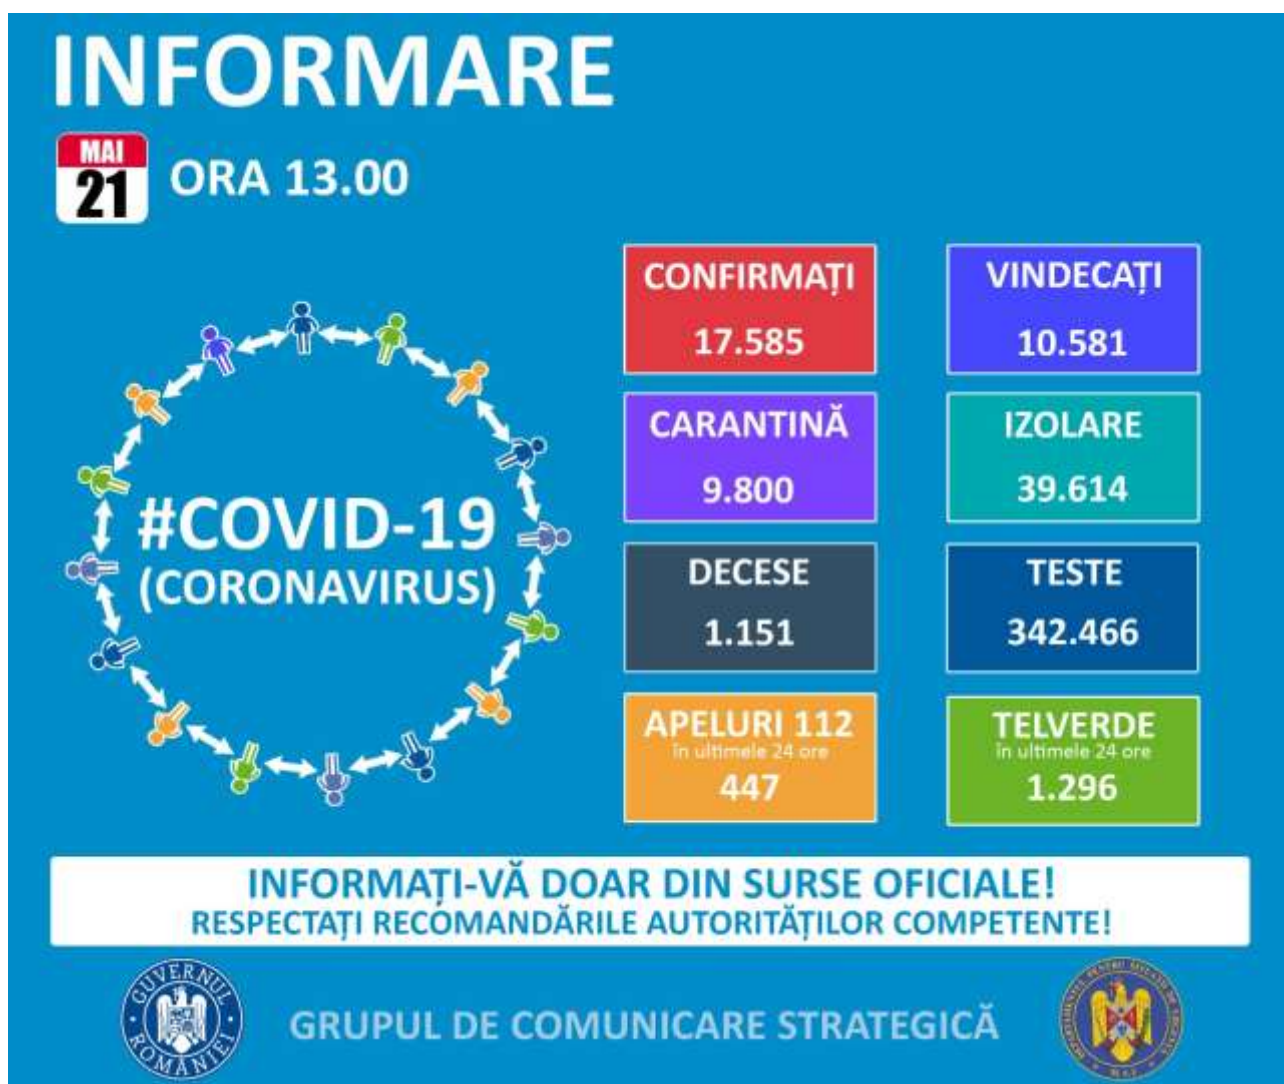 INFORMARE
MAI
21
ORA 13.00
#COVID-19
(CORONAVIRUS)
CONFIRMAȚI
17.585
VINDECAȚI
10.581
CARANTINĂ
9.800
IZOLARE
39.614
DECESE
1.151
TESTE
342.466
APELURI 112
în ultimele 24 ore
447
TELVERDE
în ultimele 24 ore
1.296
INFORMAȚI-VĂ DOAR DIN SURSE OFICIALE!
RESPECTAȚI RECOMANDĂRILE AUTORITĂȚILOR COMPETENTE!
GUVERNUL
ROMÂNIEI
GRUPUL DE COMUNICARE STRATEGICĂ